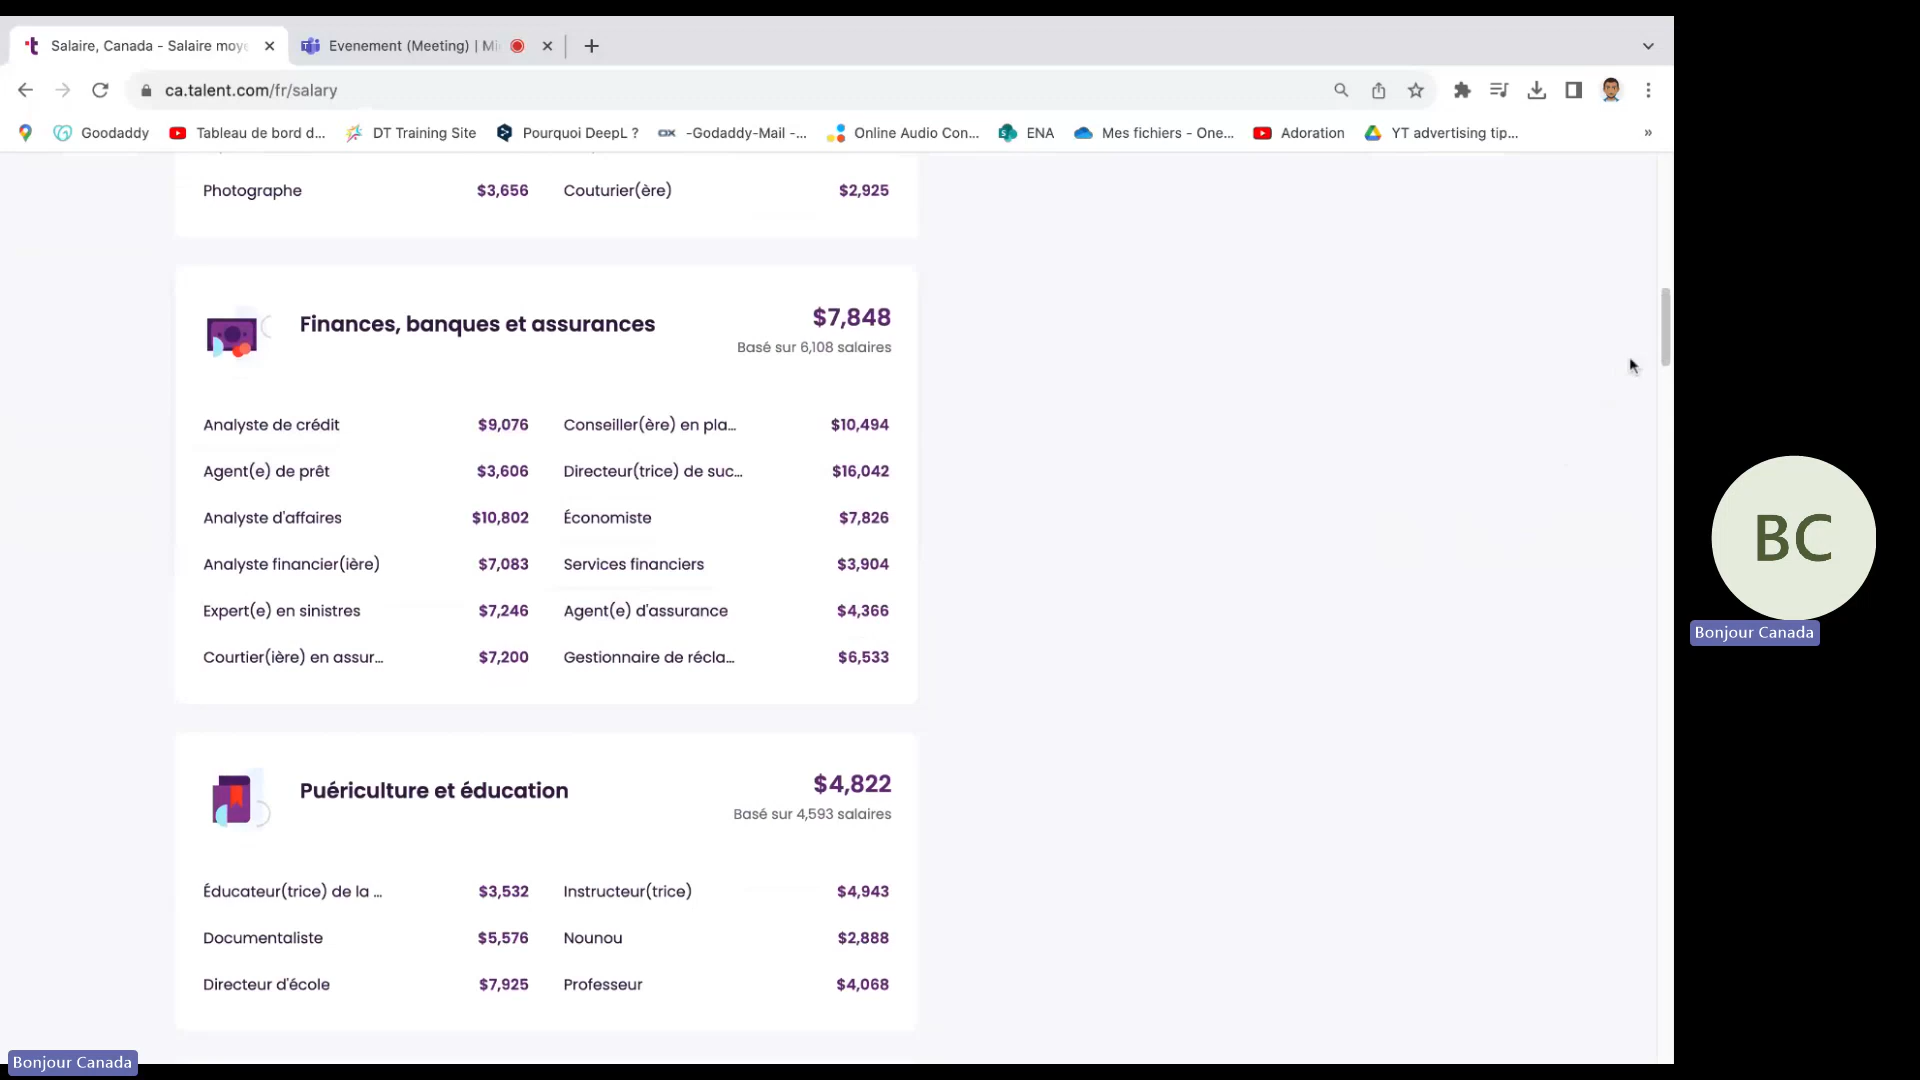 Salaire, Canada - Salaire moye
Evenement (Meeting) | Mi
ca.talent.com/fr/salary
Goodaddy
Tableau de bord d...
DT Training Site
Pourquoi DeepL ?
-Godaddy-Mail -...
Online Audio Con...
ENA
Mes fichiers - One...
Adoration
YT advertising tip...
»
Photographe $3,656 Couturier(ère) $2,925
Finances, banques et assurances $7,848
Basé sur 6,108 salaires
Analyste de crédit $9,076 Conseiller(ère) en pla... $10,494
Agent(e) de prêt $3,606 Directeur(trice) de suc... $16,042
Analyste d'affaires $10,802 Économiste $7,826
Analyste financier(ière) $7,083 Services financiers $3,904
Expert(e) en sinistres $7,246 Agent(e) d'assurance $4,366
Courtier(ière) en assur... $7,200 Gestionnaire de récla... $6,533
Puériculture et éducation $4,822
Basé sur 4,593 salaires
Éducateur(trice) de la ... $3,532 Instructeur(trice) $4,943
Documentaliste $5,576 Nounou $2,888
Directeur d'école $7,925 Professeur $4,068
BC
Bonjour Canada
Bonjour Canada